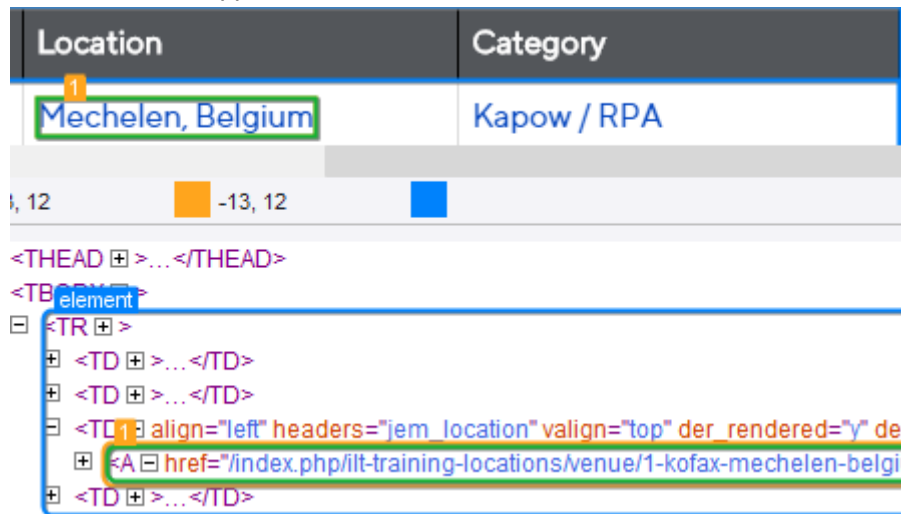 Location Category
1
Mechelen, Belgium Kapow / RPA
, 12 -13, 12
<THEAD>...</THEAD>
element
<TR>
<TD>...</TD>
<TD>...</TD>
1
align="left" headers="jem_location" valign="top" der_rendered="y" de
<A href="/index.php/ilt-training-locations/venue/1-kofax-mechelen-belgi
<TD>...</TD>